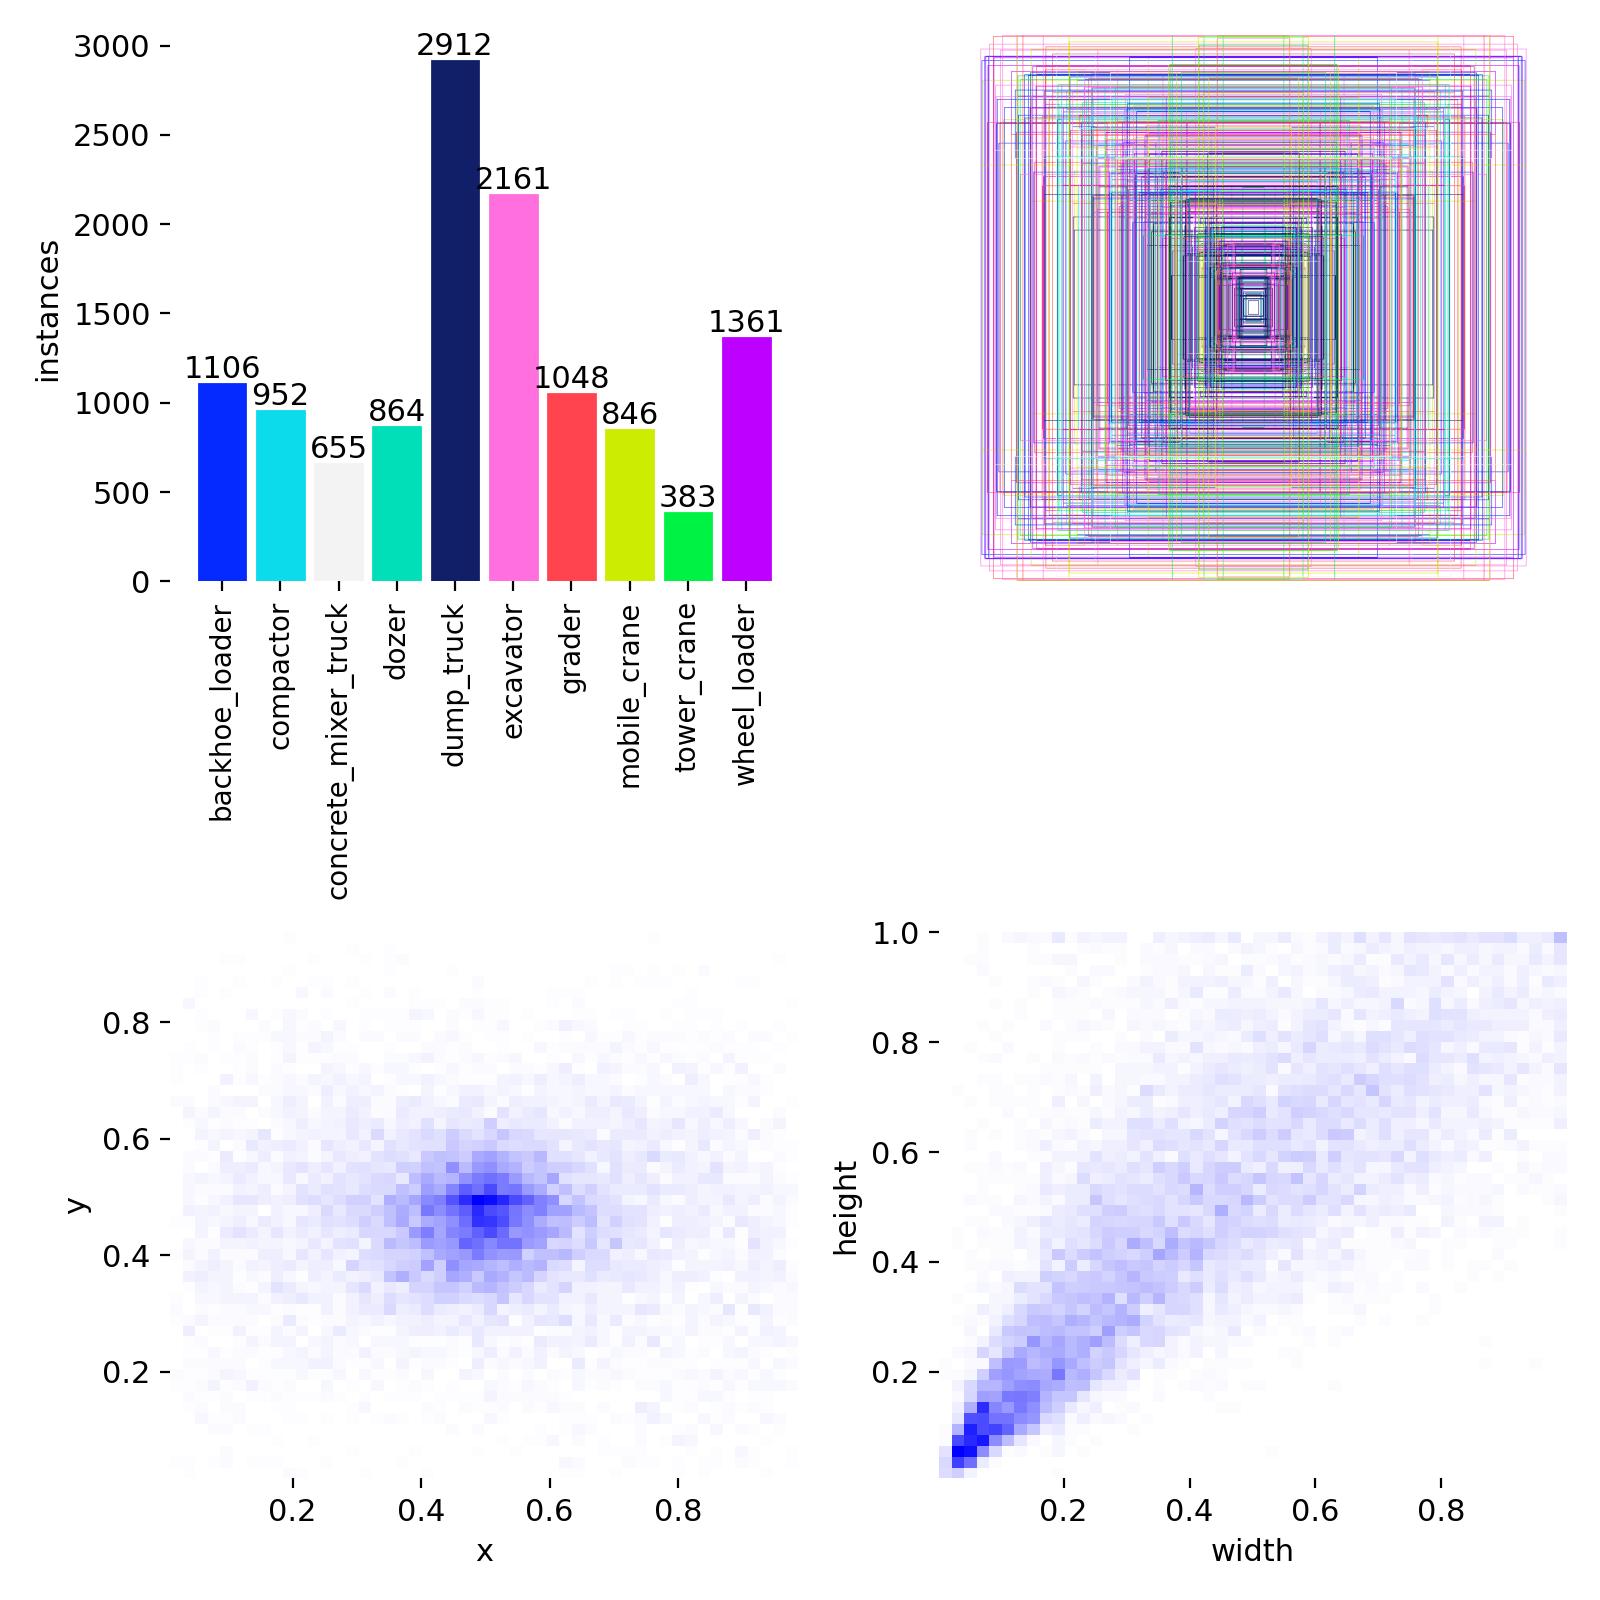 3000
2500
2000
1500
1000
500
0
instances
1106
952
655
864
2912
2161
1048
846
383
1361
backhoe_loader
compactor
concrete_mixer_truck
dozer
dump_truck
excavator
grader
mobile_crane
tower_crane
wheel_loader
0.8
0.6
0.4
0.2
y
0.2 0.4 0.6 0.8
x
1.0
0.8
0.6
0.4
0.2
height
0.2 0.4 0.6 0.8
width